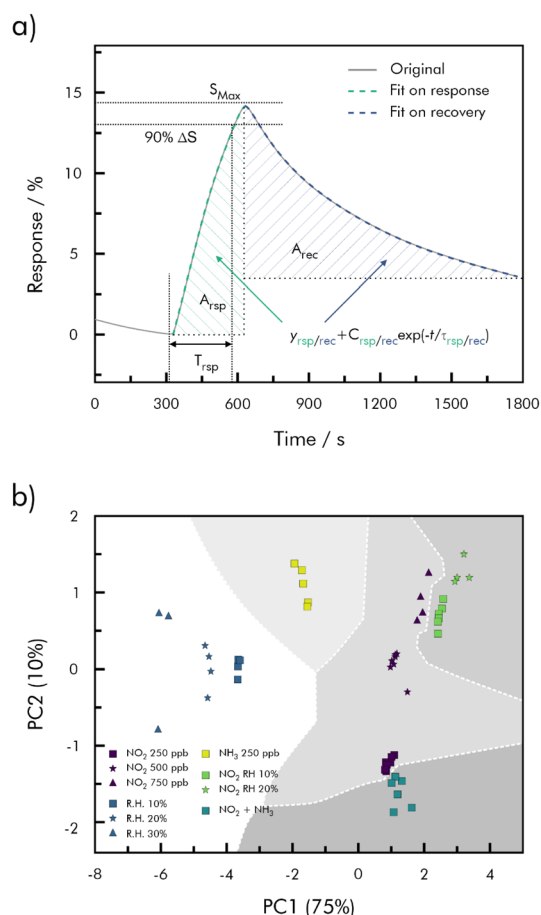 a)
Original
Fit on response
Fit on recovery
S_Max
90% ΔS
A_rsp
A_rec
T_rsp
y_rsp/rec+C_rsp/rec exp(-t/τ_rsp/rec)
Response / %
15
10
5
0
0 300 600 900 1200 1500 1800
Time / s
b)
PC2 (10%)
2
1
0
-1
-2
NO₂ 250 ppb
NO₂ 500 ppb
NO₂ 750 ppb
R.H. 10%
R.H. 20%
R.H. 30%
NH₃ 250 ppb
NO₂ RH 10%
NO₂ RH 20%
NO₂ + NH₃
-8 -6 -4 -2 0 2 4
PC1 (75%)